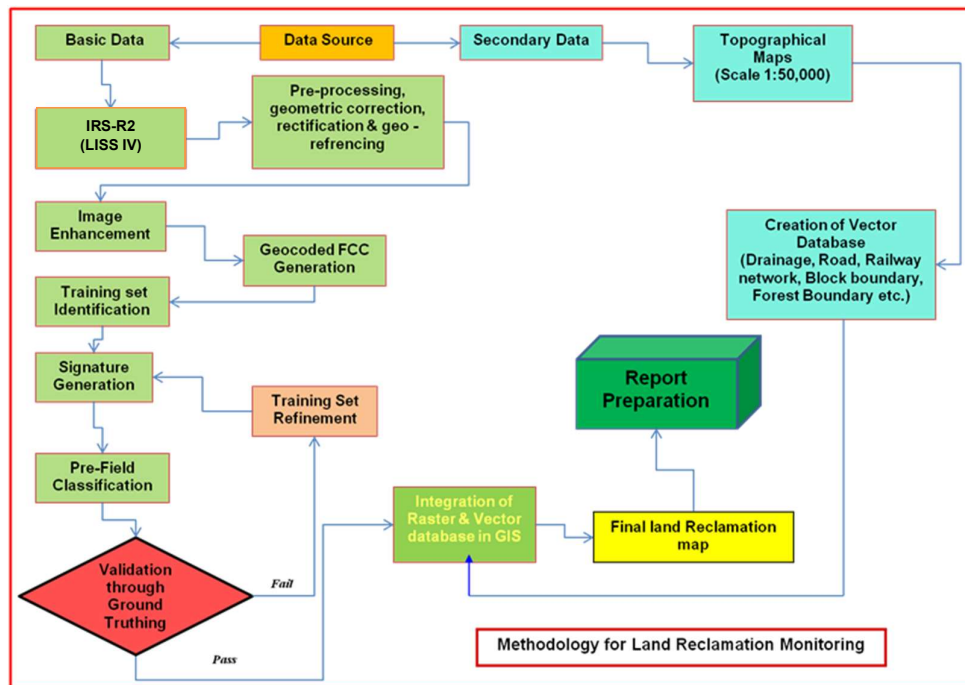 Basic Data
Data Source
Secondary Data
Topographical
Maps
(Scale 1:50,000)
IRS-R2
(LISS IV)
Pre-processing,
geometric correction,
rectification & geo -
refrencing
Image
Enhancement
Geocoded FCC
Generation
Creation of Vector
Database
(Drainage, Road, Railway
network, Block boundary,
Forest Boundary etc.)
Training set
Identification
Signature
Generation
Training Set
Refinement
Report
Preparation
Pre-Field
Classification
Integration of
Raster & Vector
database in GIS
Final land Reclamation
map
Validation
through
Ground
Truthing
Fail
Pass
Methodology for Land Reclamation Monitoring